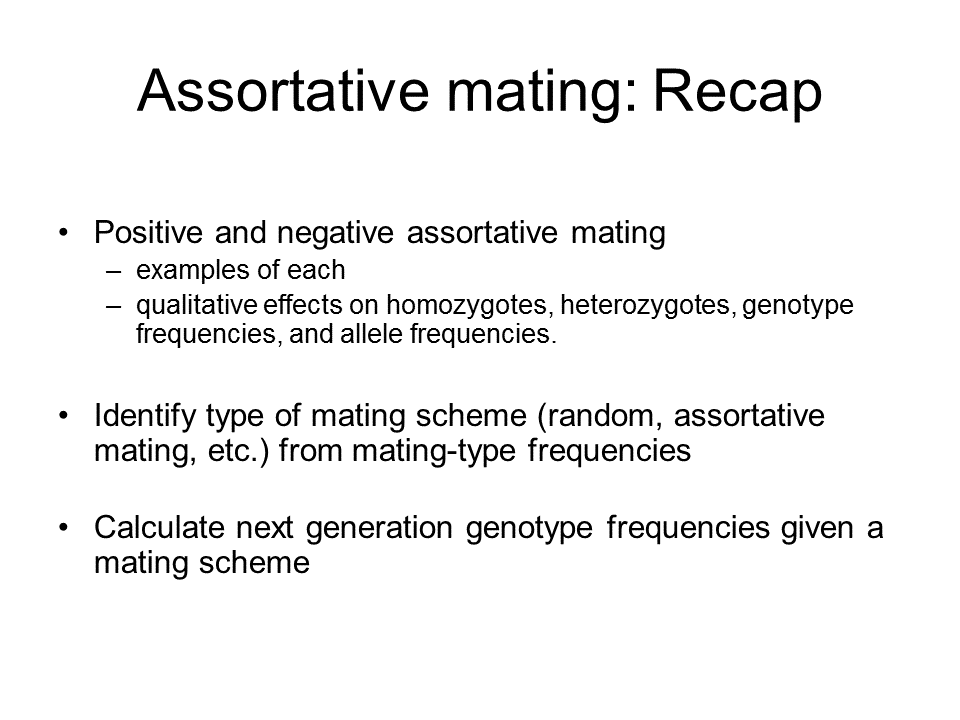 Assortative mating: Recap
• Positive and negative assortative mating
– examples of each
– qualitative effects on homozygotes, heterozygotes, genotype
frequencies, and allele frequencies.
• Identify type of mating scheme (random, assortative
mating, etc.) from mating-type frequencies
• Calculate next generation genotype frequencies given a
mating scheme